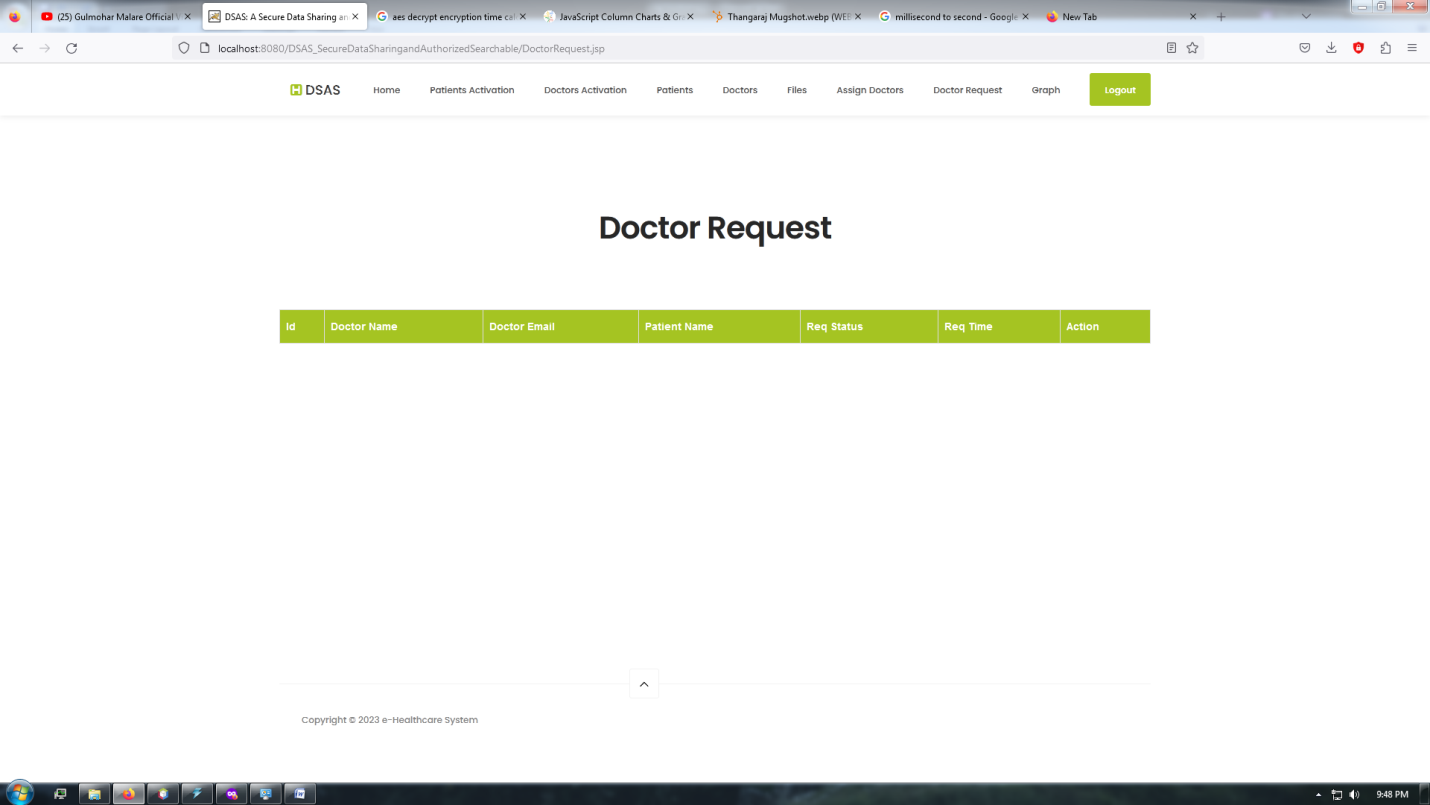 (25) Gulmohar Malare Official V
DSAS: A Secure Data Sharing an
aes decrypt encryption time cal
JavaScript Column Charts & Gra
Thangaraj Mugshot.webp (WEB
millisecond to second - Google
New Tab
localhost:8080/DSAS_SecureDataSharingandAuthorizedSearchable/DoctorRequest.jsp
H DSAS
Home
Patients Activation
Doctors Activation
Patients
Doctors
Files
Assign Doctors
Doctor Request
Graph
Logout
Doctor Request
Id
Doctor Name
Doctor Email
Patient Name
Req Status
Req Time
Action
Copyright © 2023 e-Healthcare System
9:48 PM